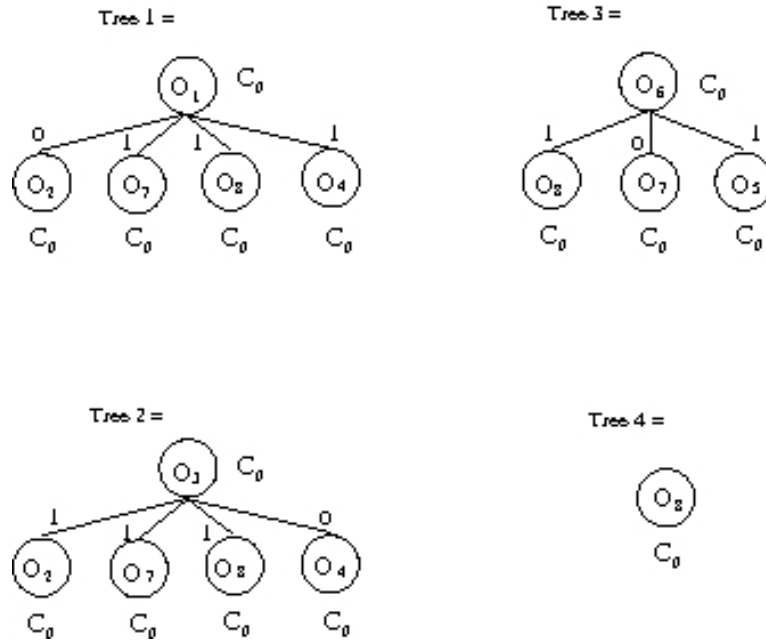 Tree 1 =
O₁ C₀
0 1 1 1
O₂ O₇ O₈ O₄
C₀ C₀ C₀ C₀
Tree 3 =
O₆ C₀
1 0 1
O₈ O₇ O₅
C₀ C₀ C₀
Tree 2 =
O₃ C₀
1 1 1 0
O₂ O₇ O₈ O₄
C₀ C₀ C₀ C₀
Tree 4 =
O₈
C₀